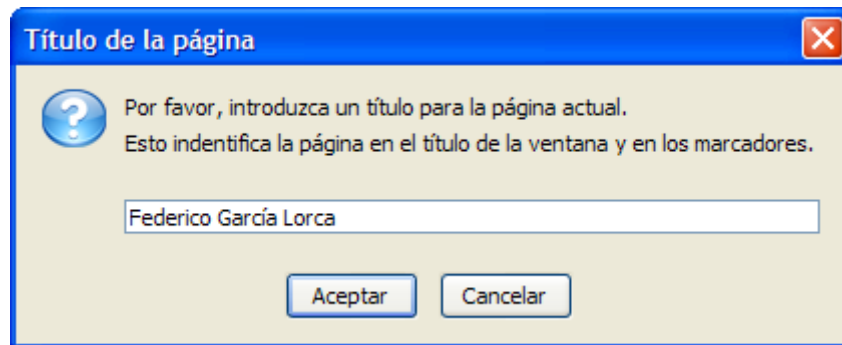 Título de la página
Por favor, introduzca un título para la página actual.
Esto indentifica la página en el título de la ventana y en los marcadores.
Federico García Lorca
Aceptar Cancelar